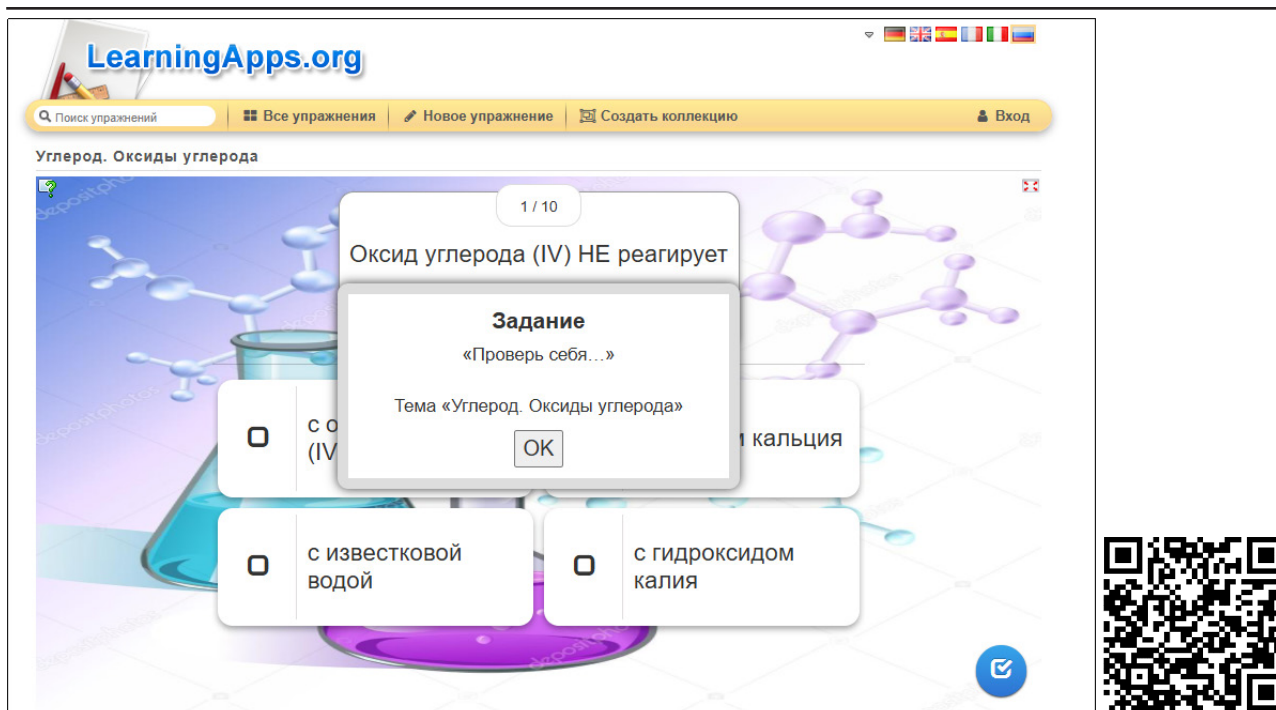 LearningApps.org
Поиск упражнений
Все упражнения
Новое упражнение
Создать коллекцию
Вход
Углерод. Оксиды углерода
1 / 10
Оксид углерода (IV) НЕ реагирует
Задание
«Проверь себя...»
Тема «Углерод. Оксиды углерода»
OK
с
(IV
кальция
с известковой
водой
с гидроксидом
калия
depositphotos